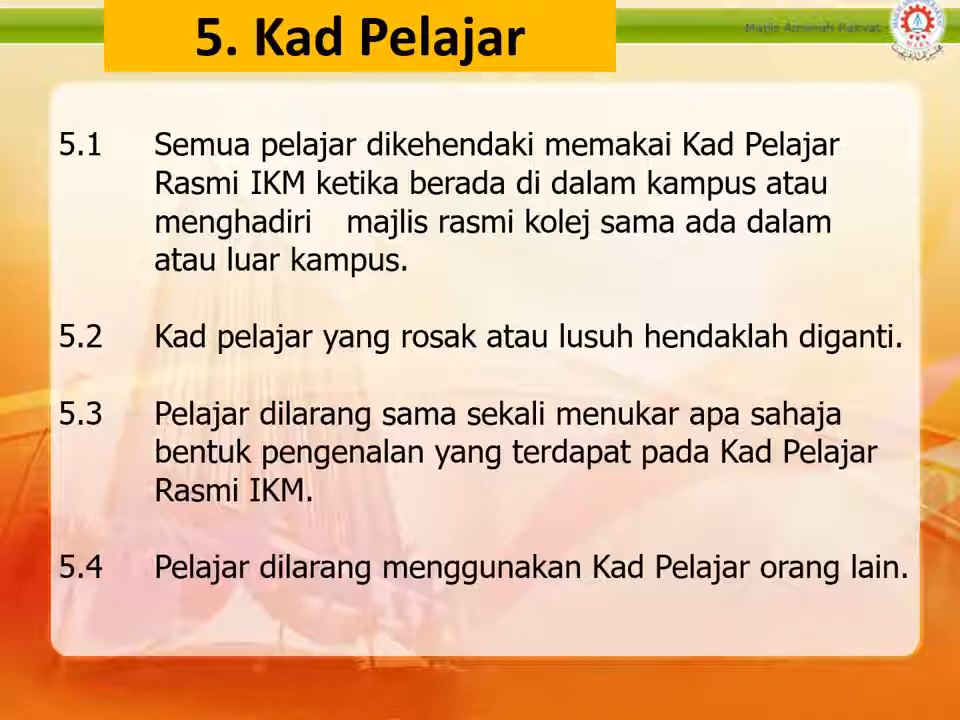 5. Kad Pelajar
Majlis Amanah Rakyat
5.1 Semua pelajar dikehendaki memakai Kad Pelajar
Rasmi IKM ketika berada di dalam kampus atau
menghadiri majlis rasmi kolej sama ada dalam
atau luar kampus.
5.2 Kad pelajar yang rosak atau lusuh hendaklah diganti.
5.3 Pelajar dilarang sama sekali menukar apa sahaja
bentuk pengenalan yang terdapat pada Kad Pelajar
Rasmi IKM.
5.4 Pelajar dilarang menggunakan Kad Pelajar orang lain.